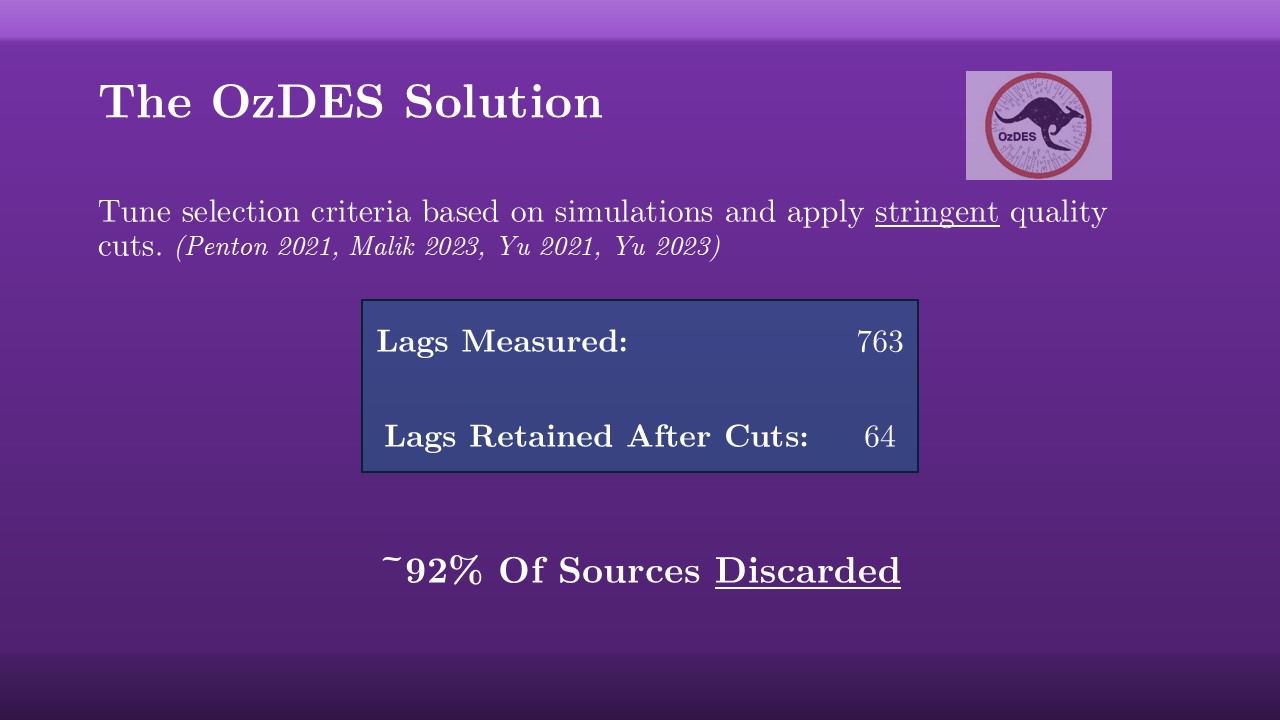 The OzDES Solution
OzDES
Tune selection criteria based on simulations and apply stringent quality
cuts. (Penton 2021, Malik 2023, Yu 2021, Yu 2023)
Lags Measured: 763
Lags Retained After Cuts: 64
~92% Of Sources Discarded